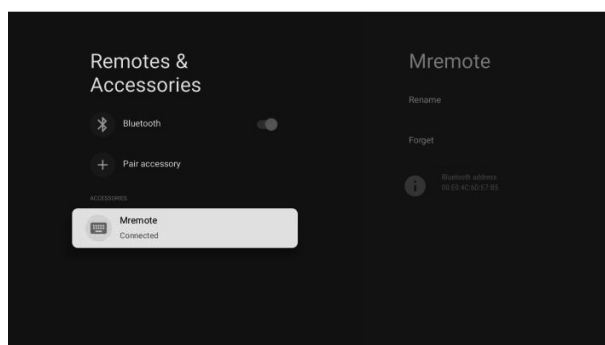 Remotes &
Accessories
Bluetooth
Pair accessory
ACCESSORIES
Mremote
Connected
Mremote
Rename
Forget
Bluetooth address